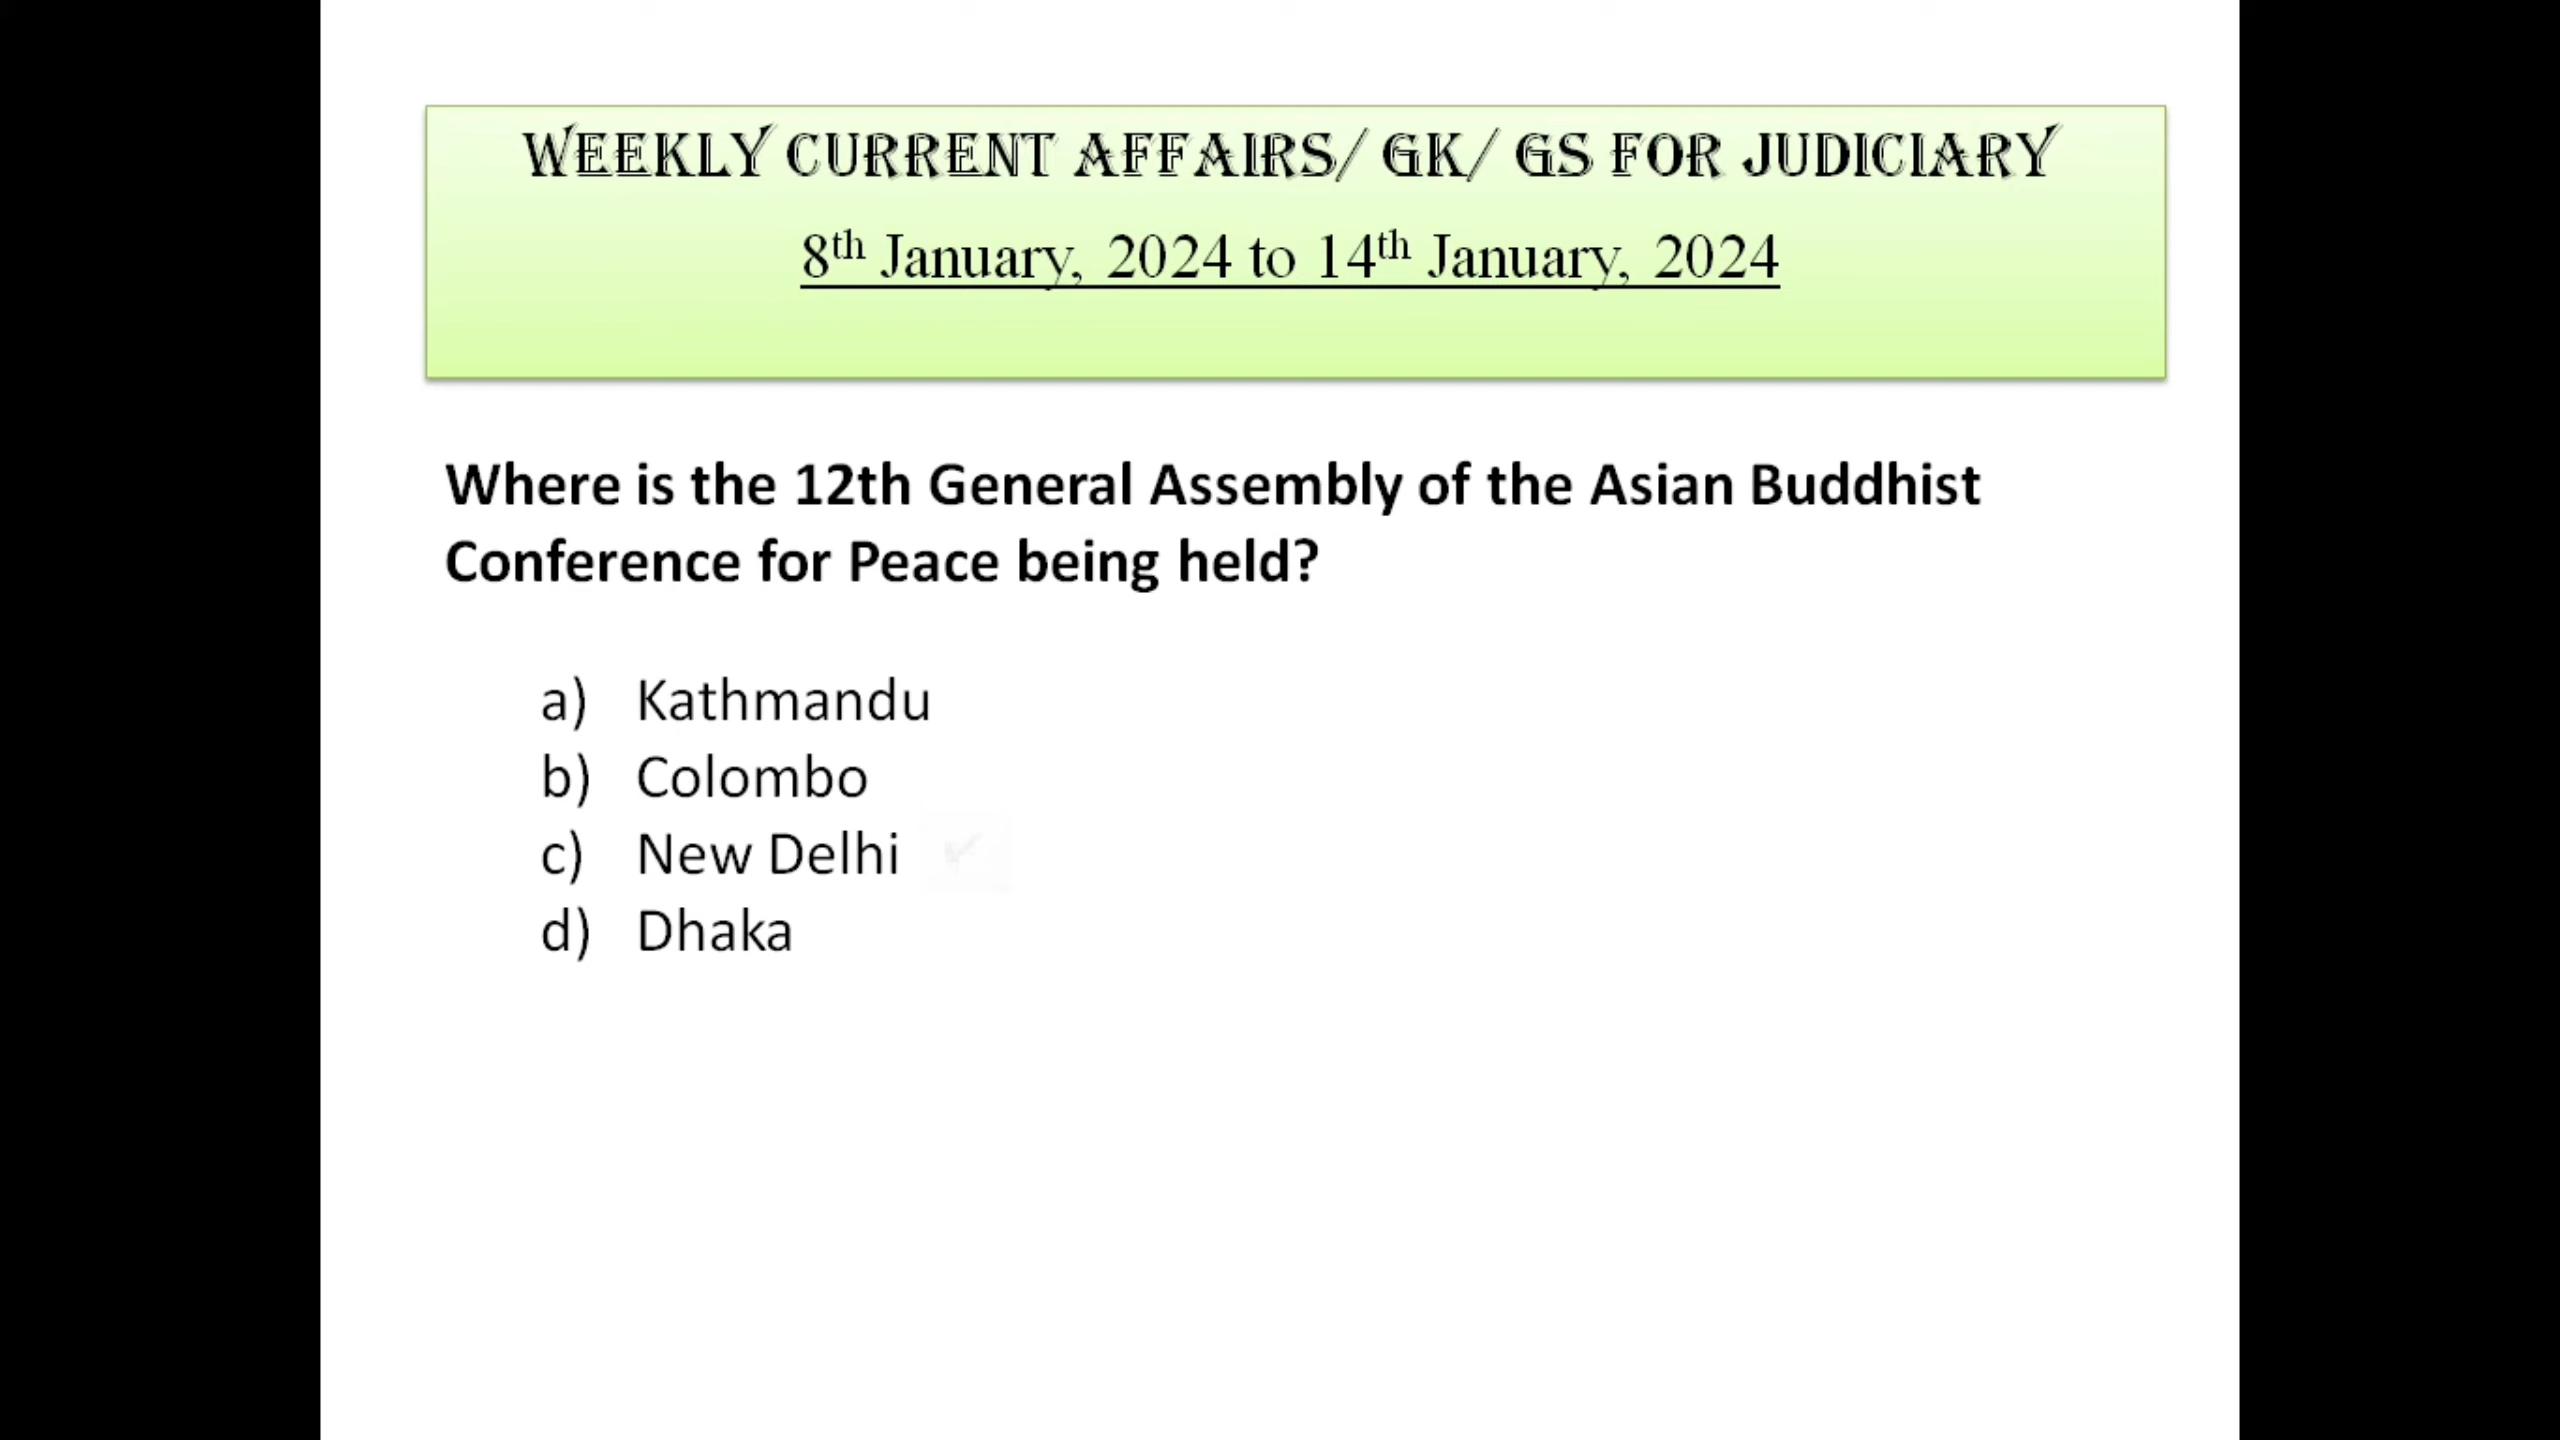 WEEKLY CURRENT AFFAIRS/ GK/ GS FOR JUDICIARY
8th January, 2024 to 14th January, 2024
Where is the 12th General Assembly of the Asian Buddhist
Conference for Peace being held?
a) Kathmandu
b) Colombo
c) New Delhi ✓
d) Dhaka